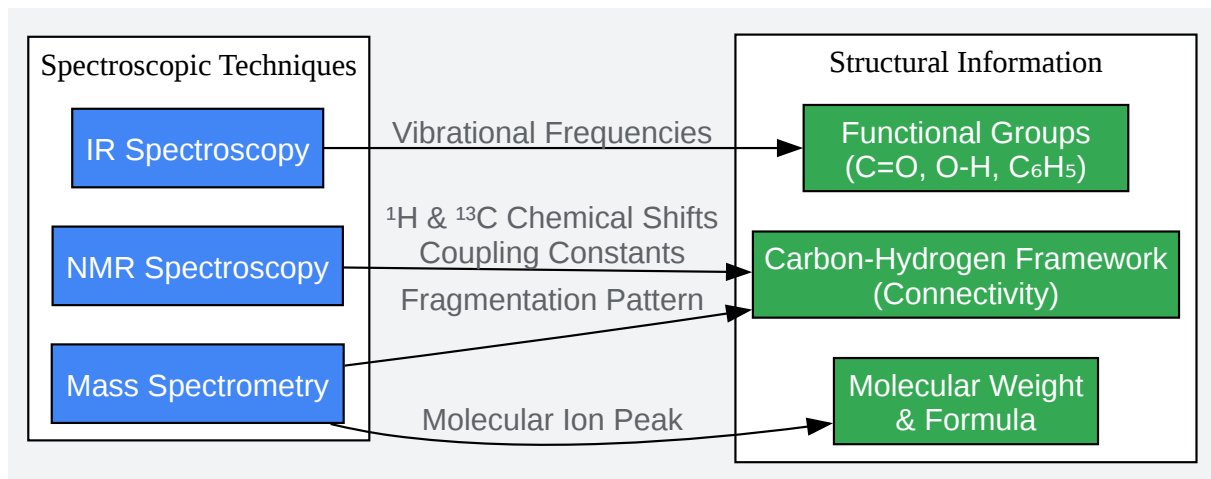 Spectroscopic Techniques
Structural Information
IR Spectroscopy
Vibrational Frequencies
Functional Groups
(C=O, O-H, C₆H₅)
NMR Spectroscopy
¹H & ¹³C Chemical Shifts
Coupling Constants
Carbon-Hydrogen Framework
(Connectivity)
Fragmentation Pattern
Mass Spectrometry
Molecular Ion Peak
Molecular Weight
& Formula